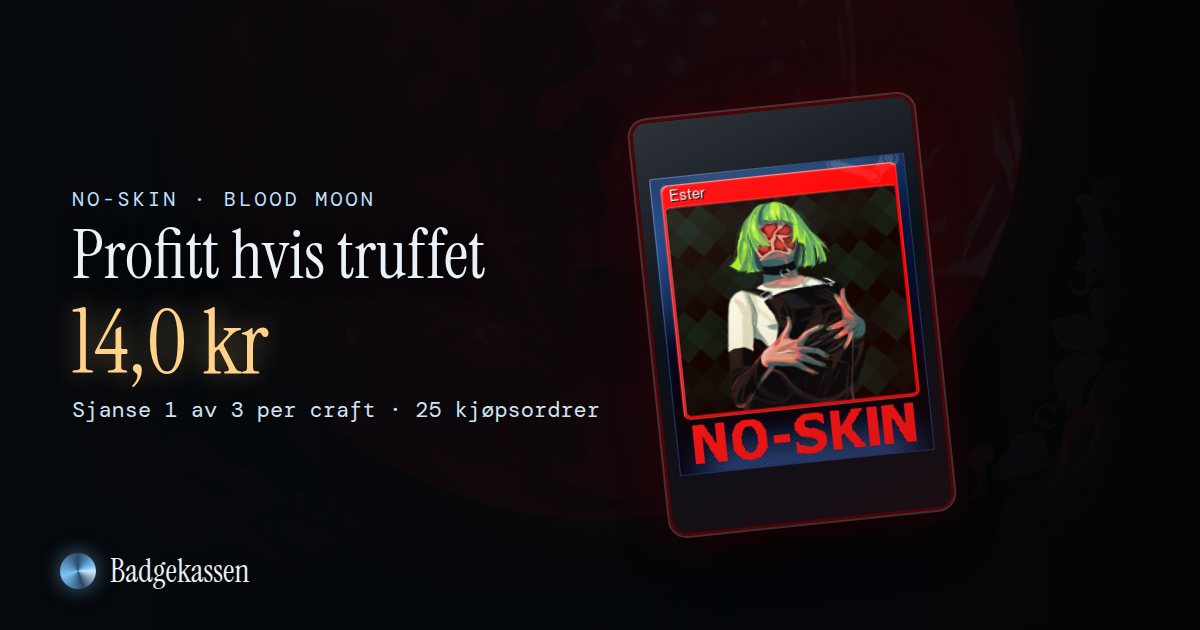 NO-SKIN · BLOOD MOON
Profitt hvis truffet
14,0 kr
Sjanse 1 av 3 per craft · 25 kjøpsordrer
Badgekassen
Ester
NO-SKIN